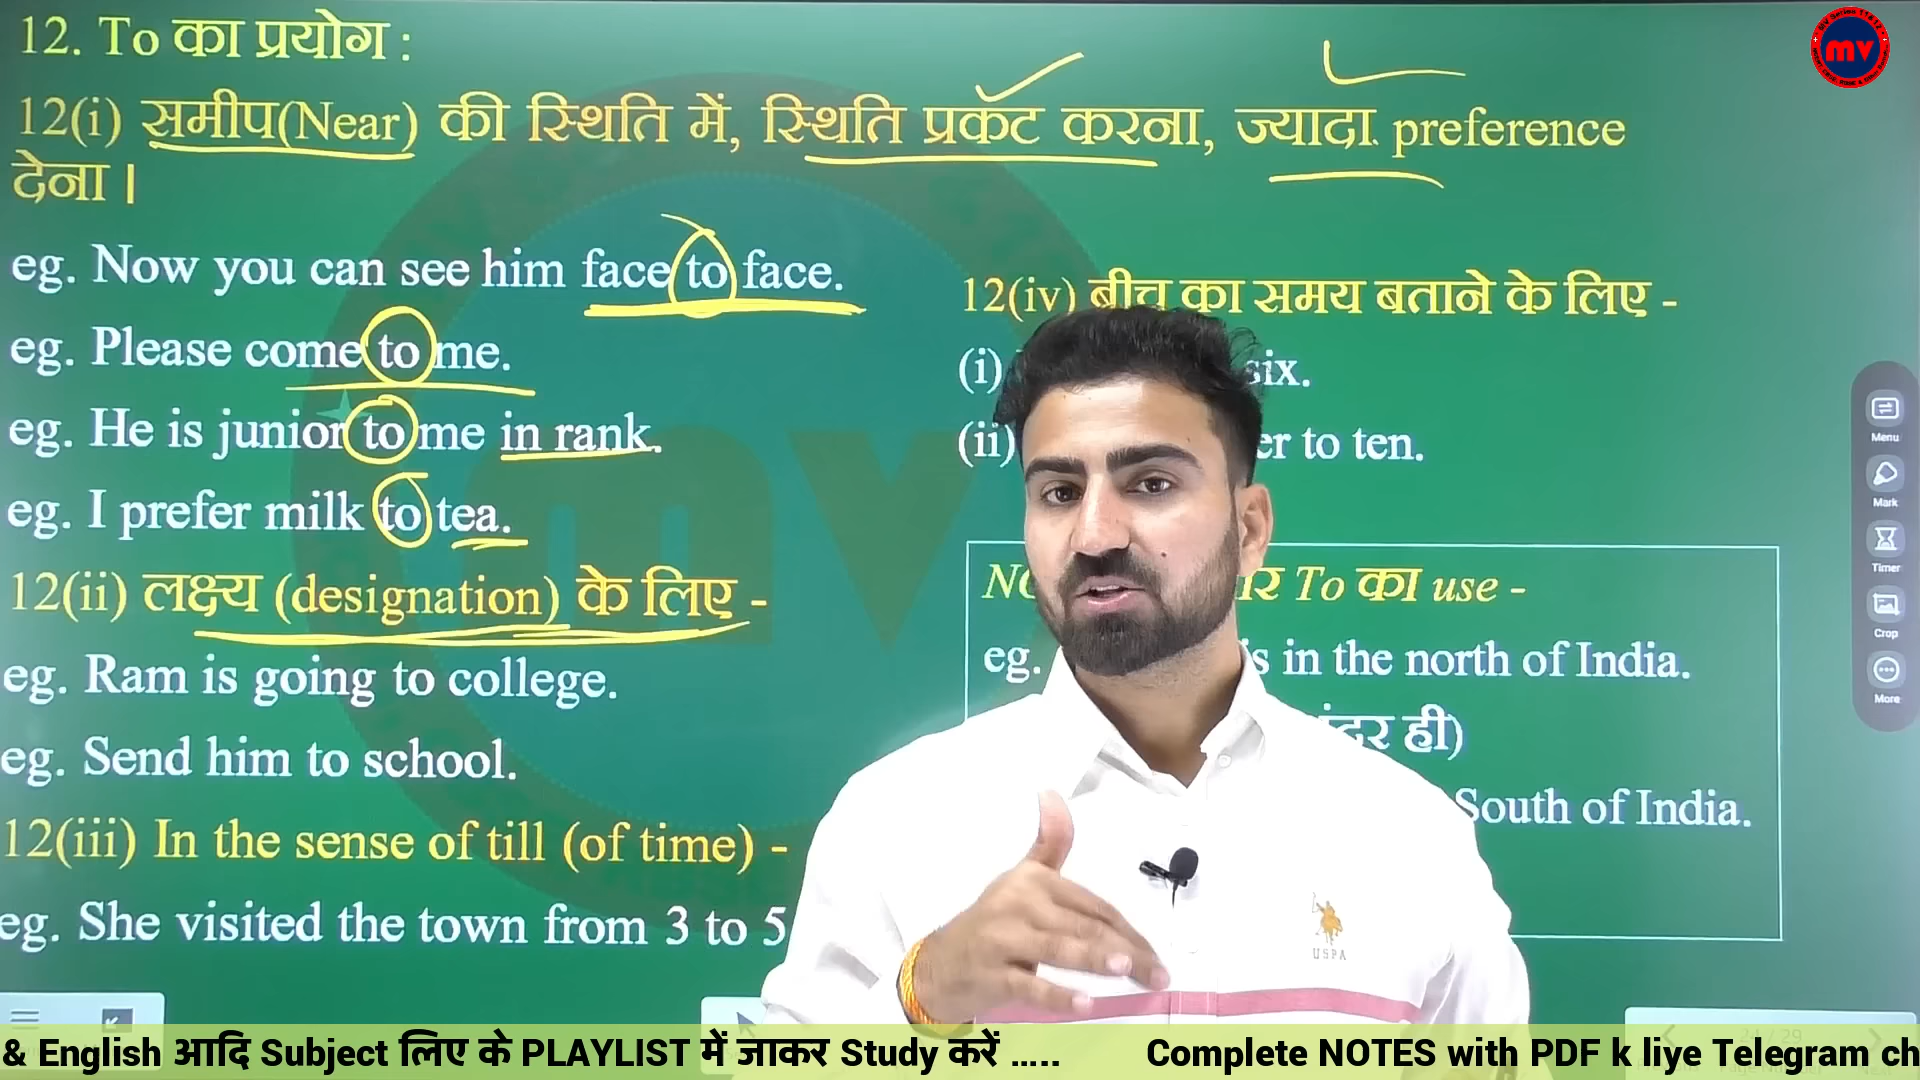 12. To का प्रयोग :
12(i) समीप(Near) की स्थिति में, स्थिति प्रकट करना, ज्यादा preference
देना।
eg. Now you can see him face to face.
eg. Please come to me.
eg. He is junior to me in rank.
eg. I prefer milk to tea.
12(ii) लक्ष्य (designation) के लिए -
eg. Ram is going to college.
eg. Send him to school.
12(iii) In the sense of till (of time) -
eg. She visited the town from 3 to 5
12(iv) बीच का समय बताने के लिए -
(i) six.
(ii) to ten.
To का use -
eg. is in the north of India.
ही)
South of India.
mv
Menu
Mark
Timer
Crop
More
USPA
& English आदि Subject लिए के PLAYLIST में जाकर Study करें ..... Complete NOTES with PDF k liye Telegram ch